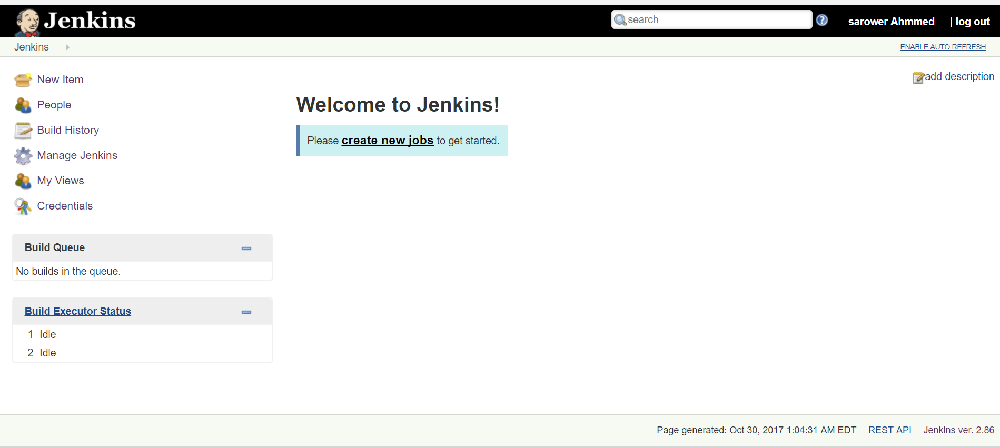 Jenkins
search
sarower Ahmmed | log out
Jenkins
ENABLE AUTO REFRESH
New Item
People
Build History
Manage Jenkins
My Views
Credentials
add description
Welcome to Jenkins!
Please create new jobs to get started.
Build Queue
No builds in the queue.
Build Executor Status
1 Idle
2 Idle
Page generated: Oct 30, 2017 1:04:31 AM EDT REST API Jenkins ver. 2.86